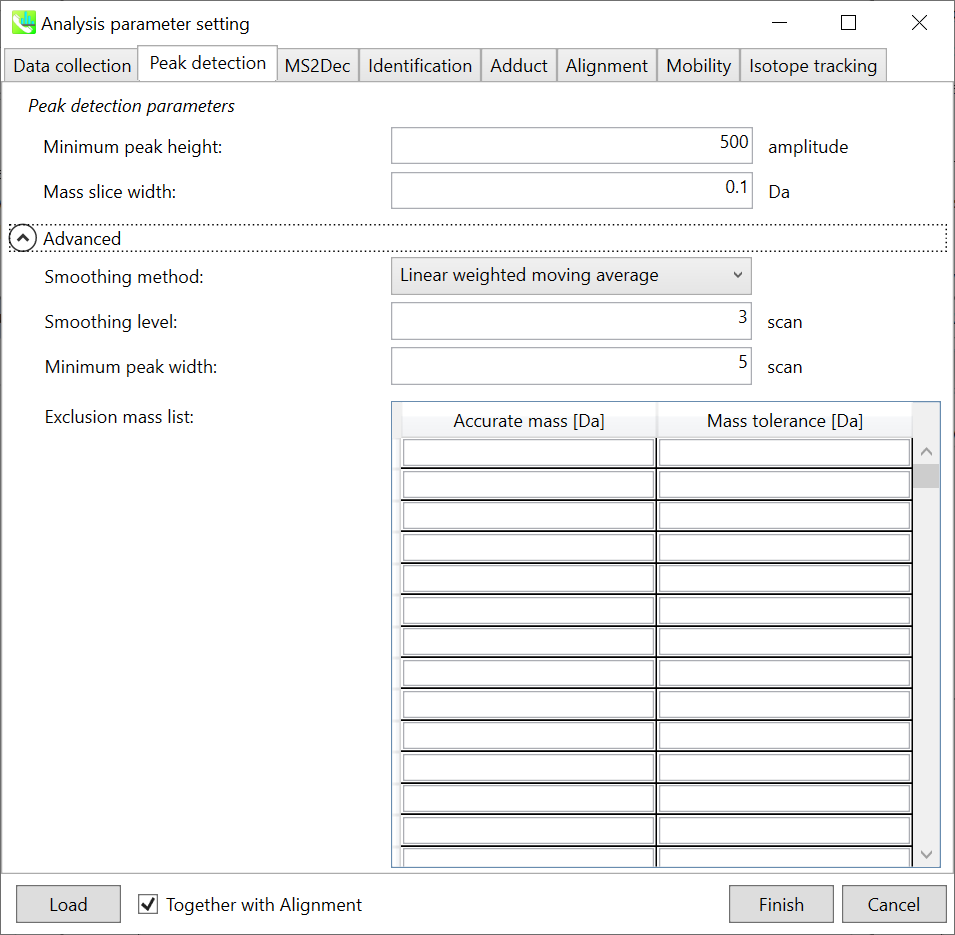 Analysis parameter setting
Data collection Peak detection MS2Dec Identification Adduct Alignment Mobility Isotope tracking
Peak detection parameters
Minimum peak height: 500 amplitude
Mass slice width: 0.1 Da
Advanced
Smoothing method: Linear weighted moving average
Smoothing level: 3 scan
Minimum peak width: 5 scan
Exclusion mass list: Accurate mass [Da] Mass tolerance [Da]
Load Together with Alignment Finish Cancel